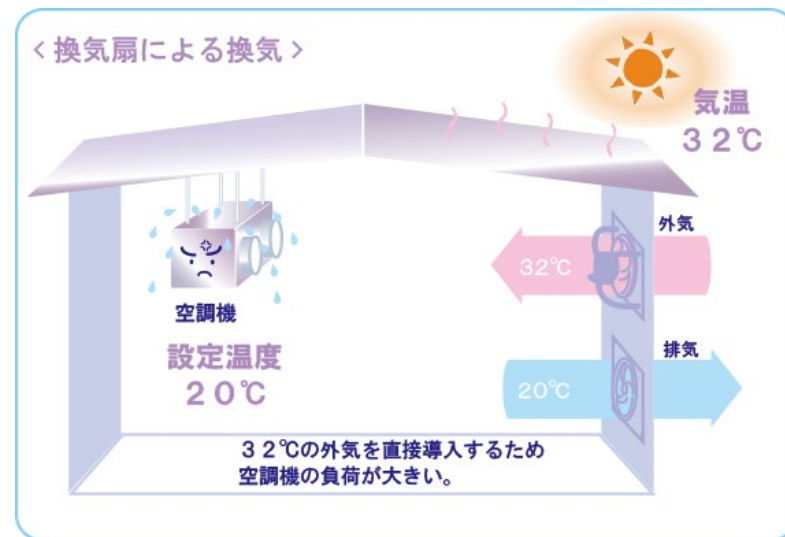 ＜換気扇による換気＞
気温
３２℃
外気
32℃
空調機
設定温度
２０℃
排気
20℃
３２℃の外気を直接導入するため
空調機の負荷が大きい。